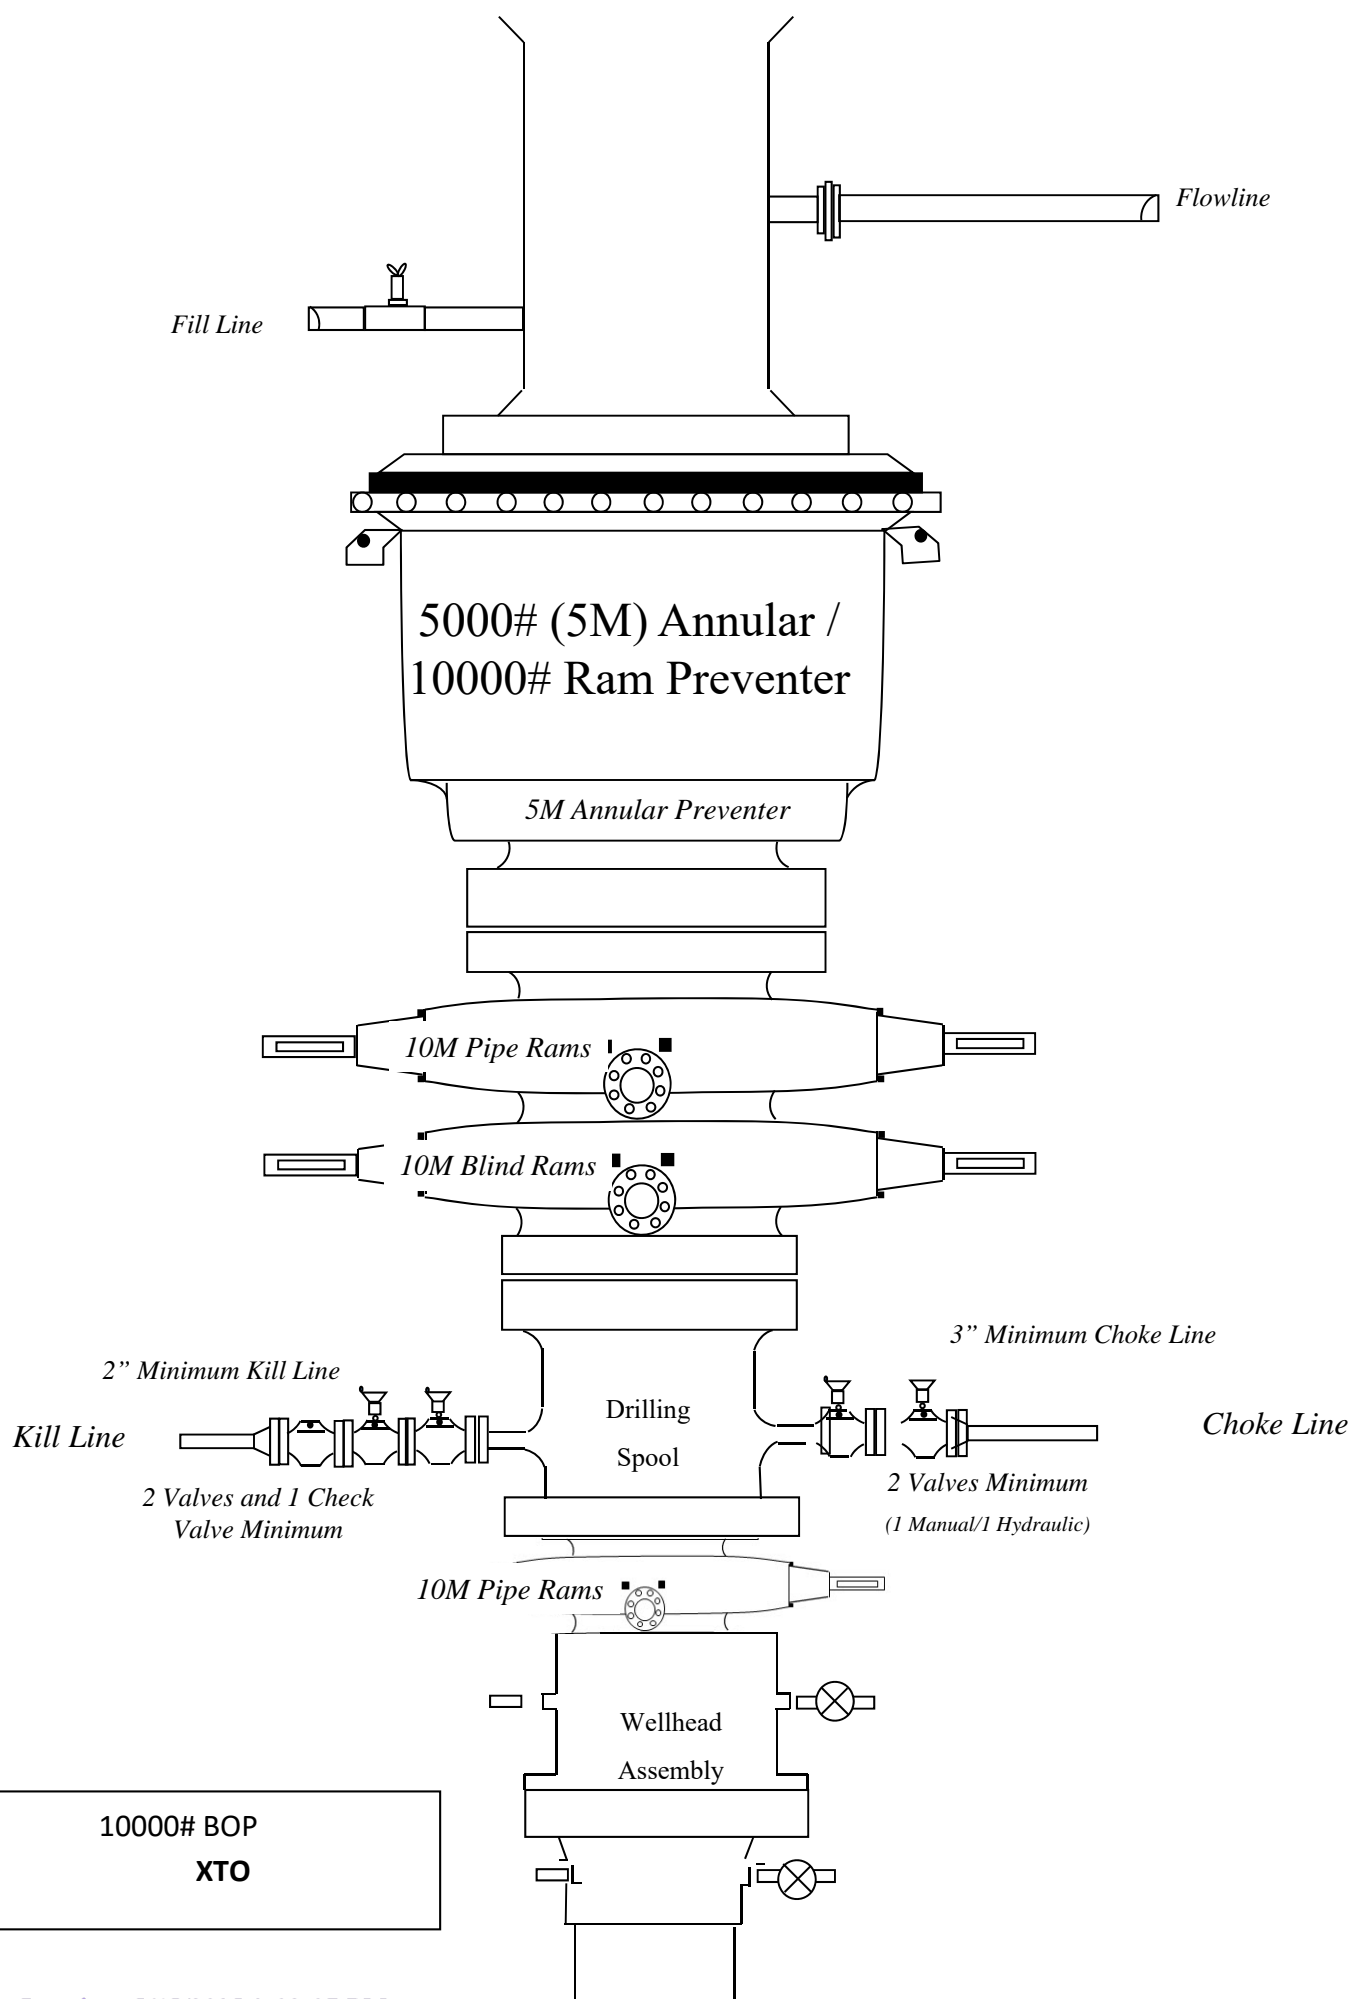 Flowline
Fill Line
5000# (5M) Annular /
10000# Ram Preventer
5M Annular Preventer
10M Pipe Rams
10M Blind Rams
3” Minimum Choke Line
2” Minimum Kill Line
Drilling
Spool
Kill Line
Choke Line
2 Valves and 1 Check
Valve Minimum
2 Valves Minimum
(1 Manual/1 Hydraulic)
10M Pipe Rams
Wellhead
Assembly
10000# BOP
XTO